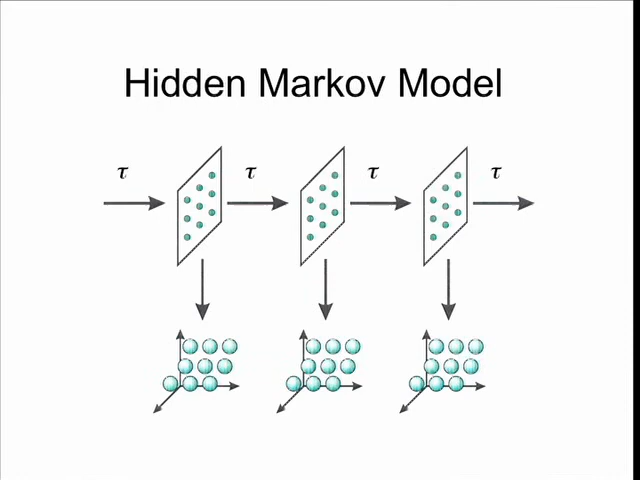 Hidden Markov Model
τ τ τ τ